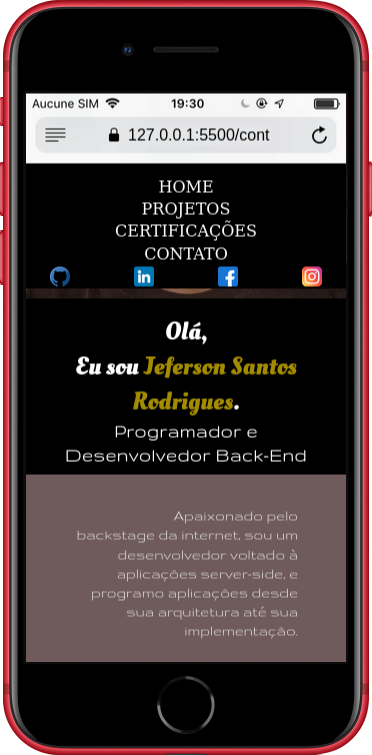 Aucune SIM 19:30
127.0.0.1:5500/cont
HOME
PROJETOS
CERTIFICAÇÕES
CONTATO
Olá,
Eu sou Jeferson Santos
Rodrigues.
Programador e
Desenvolvedor Back-End
Apaixonado pelo
backstage da internet, sou um
desenvolvedor voltado à
aplicações server-side, e
programo aplicações desde
sua arquitetura até sua
implementação.